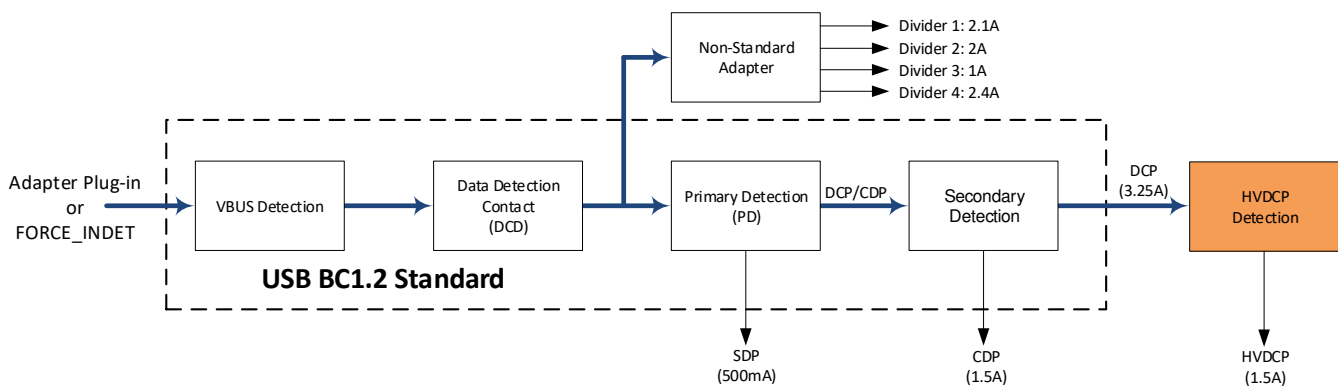 Non-Standard
Adapter
Divider 1: 2.1A
Divider 2: 2A
Divider 3: 1A
Divider 4: 2.4A
Adapter Plug-in
or
FORCE_INDET
VBUS Detection
Data Detection
Contact
(DCD)
Primary Detection
(PD)
DCP/CDP
Secondary
Detection
DCP
(3.25A)
HVDCP
Detection
USB BC1.2 Standard
SDP
(500mA)
CDP
(1.5A)
HVDCP
(1.5A)